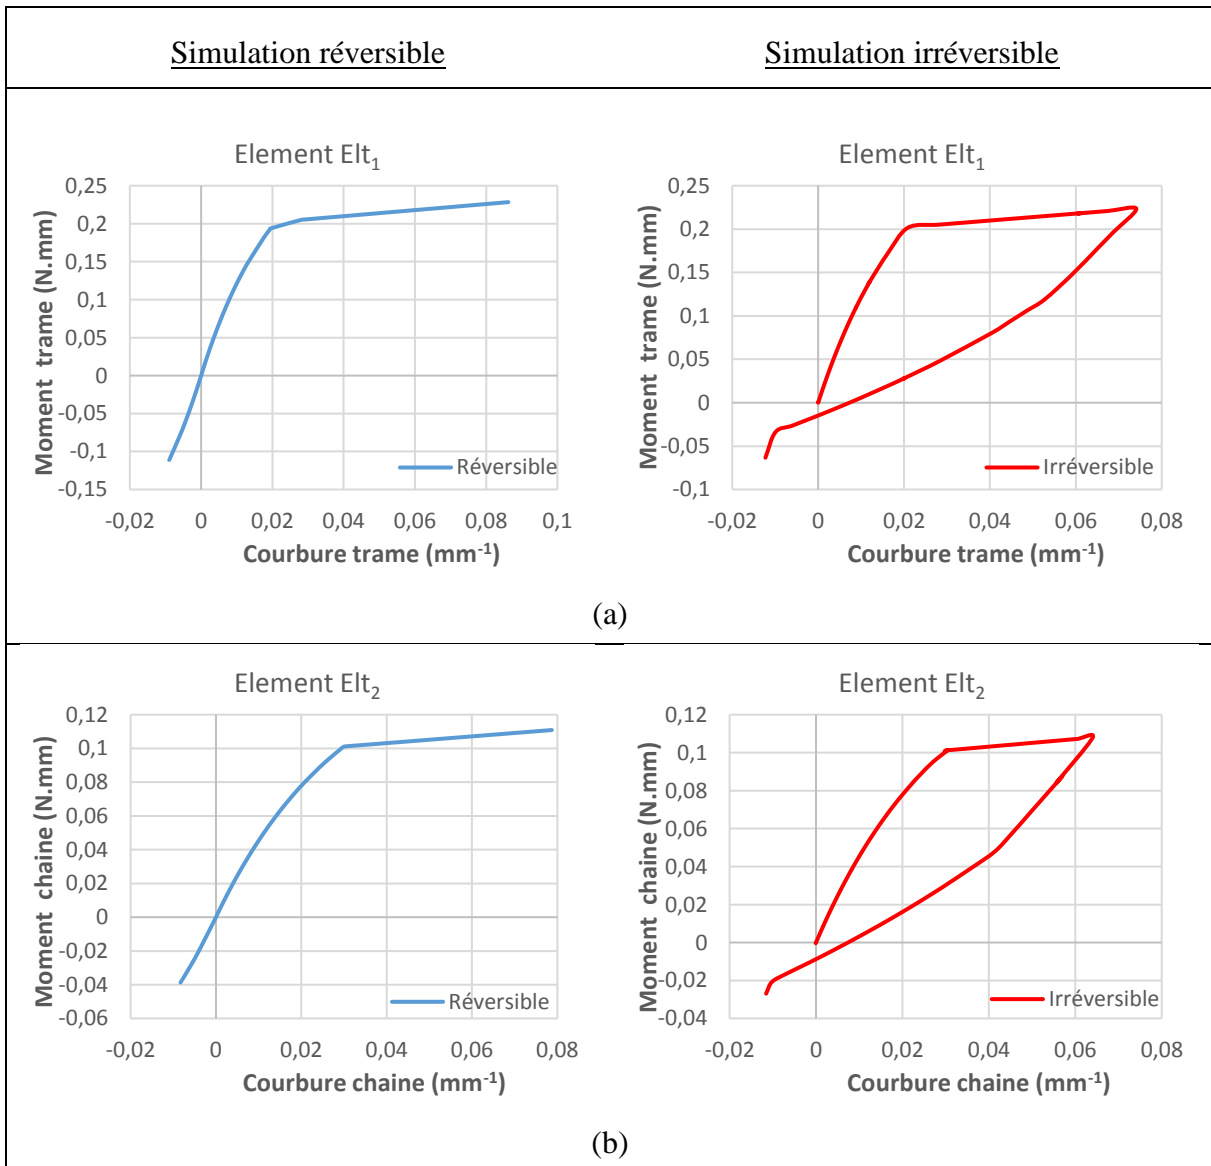 Simulation réversible
Simulation irréversible
Element Elt1
0,25
0,2
0,15
0,1
0,05
0
-0,05
-0,1
-0,15
-0,02 0 0,02 0,04 0,06 0,08 0,1
Moment trame (N.mm)
Courbure trame (mm-1)
Réversible
Element Elt1
0,25
0,2
0,15
0,1
0,05
0
-0,05
-0,1
-0,02 0 0,02 0,04 0,06 0,08
Moment trame (N.mm)
Courbure trame (mm-1)
Irréversible
(a)
Element Elt2
0,12
0,1
0,08
0,06
0,04
0,02
0
-0,02
-0,04
-0,06
-0,02 0 0,02 0,04 0,06 0,08
Moment chaine (N.mm)
Courbure chaine (mm-1)
Réversible
Element Elt2
0,12
0,1
0,08
0,06
0,04
0,02
0
-0,02
-0,04
-0,02 0 0,02 0,04 0,06 0,08
Moment chaine (N.mm)
Courbure chaine (mm-1)
Irréversible
(b)